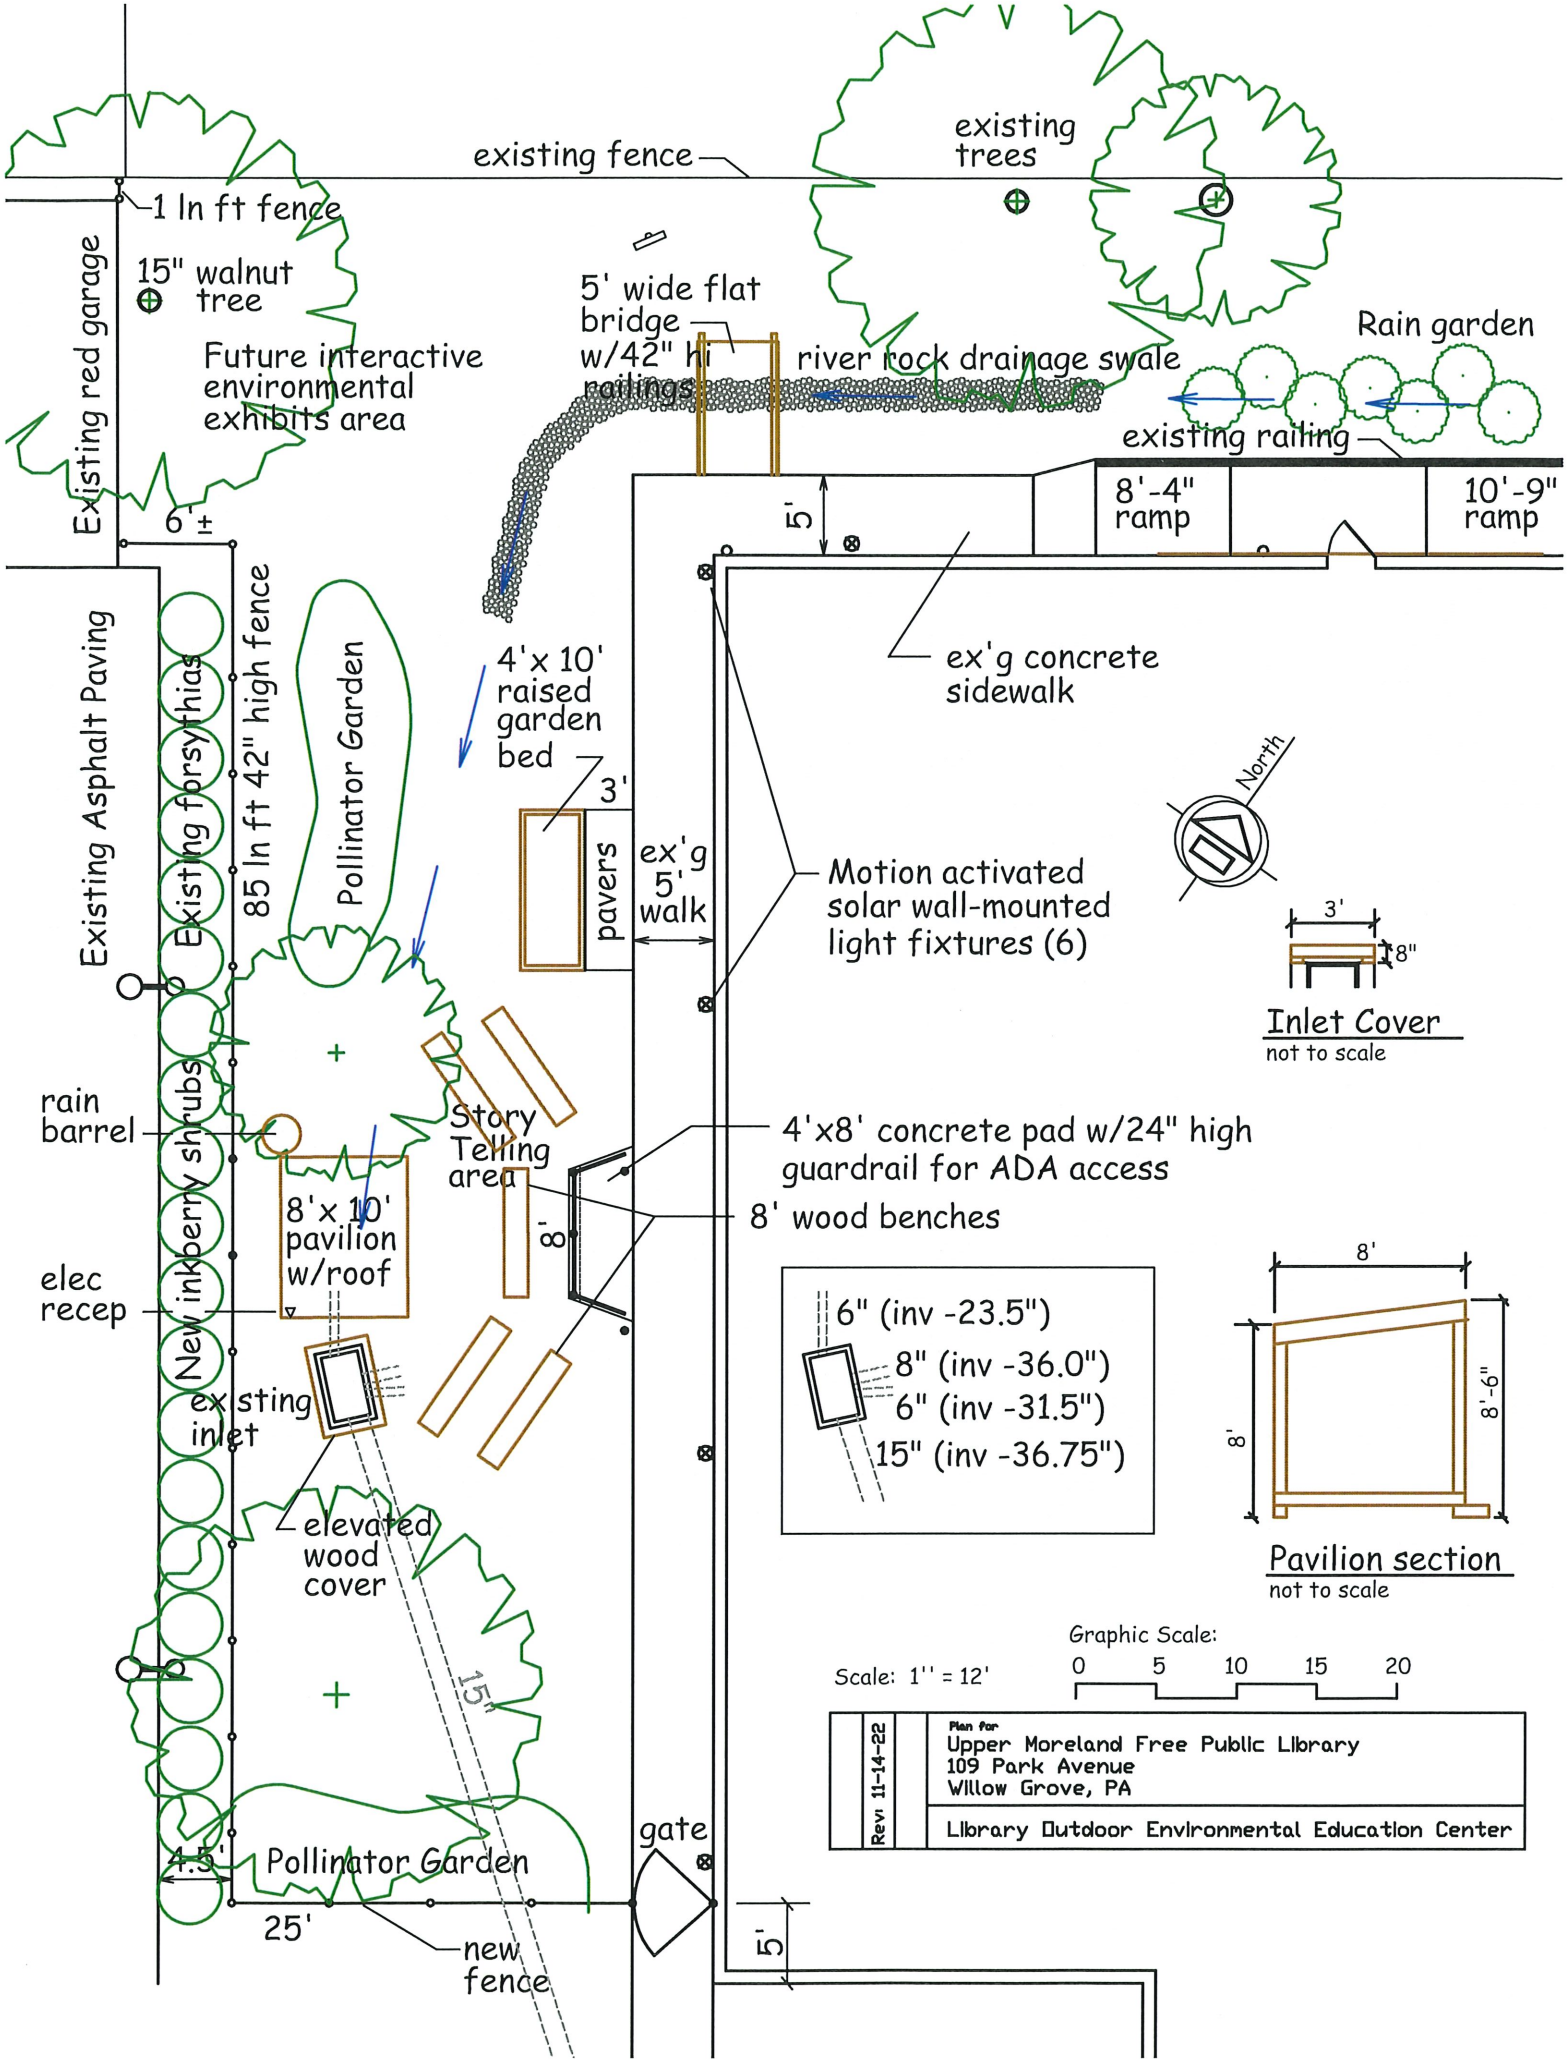 existing fence
existing
trees
1 ln ft fence
15" walnut
tree
Existing red garage
5' wide flat
bridge
w/42" hi
railings
Future interactive
environmental
exhibits area
river rock drainage swale
Rain garden
existing railing
8'-4"
ramp
10'-9"
ramp
6'±
5'
Existing Asphalt Paving
Existing forsythias
85 ln ft 42" high fence
Pollinator Garden
4'x 10'
raised
garden
bed
3'
pavers
ex'g
5'
walk
ex'g concrete
sidewalk
North
Motion activated
solar wall-mounted
light fixtures (6)
3'
8"
Inlet Cover
not to scale
rain
barrel
New inkberry shrubs
Story
Telling
area
4'x8' concrete pad w/24" high
guardrail for ADA access
8' wood benches
8'
8'x 10'
pavilion
w/roof
elec
recep
existing
inlet
elevated
wood
cover
6" (inv -23.5")
8" (inv -36.0")
6" (inv -31.5")
15" (inv -36.75")
8'
8'
8'-6"
Pavilion section
not to scale
15"
Graphic Scale:
Scale: 1'' = 12'
0 5 10 15 20
Rev: 11-14-22
Plan for
Upper Moreland Free Public Library
109 Park Avenue
Willow Grove, PA
Library Outdoor Environmental Education Center
gate
4.5'
Pollinator Garden
25'
new
fence
5'